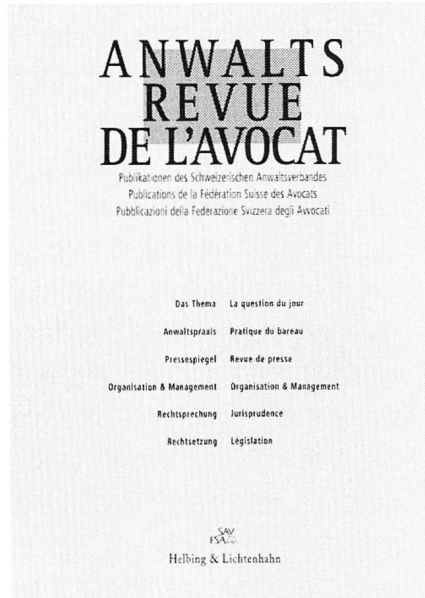 ANWALTS
REVUE
DE L'AVOCAT
Publikationen des Schweizerischen Anwaltsverbandes
Publications de la Fédération Suisse des Avocats
Pubblicazioni della Federazione Svizzera degli Avvocati
Das Thema La question du jour
Anwaltspraxis Pratique du bareau
Pressespiegel Revue de presse
Organisation & Management Organisation & Management
Rechtsprechung Jurisprudence
Rechtsetzung Législation
SAV
FSA
Helbing & Lichtenhahn